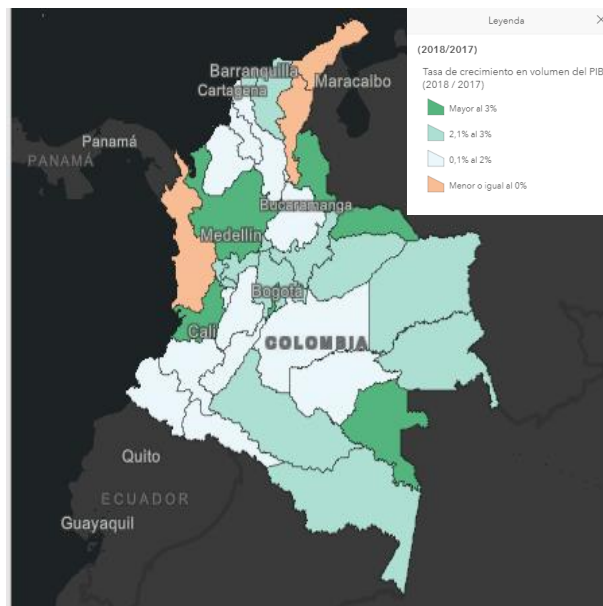 Leyenda
(2018/2017)
Tasa de crecimiento en volumen del PIB
(2018 / 2017)
Mayor al 3%
2,1% al 3%
0,1% al 2%
Menor o igual al 0%
Barranquilla
Maracaibo
Cartagena
Panamá
PANAMÁ
Bucaramanga
Medellín
Bogotá
Cali
COLOMBIA
Quito
ECUADOR
Guayaquil